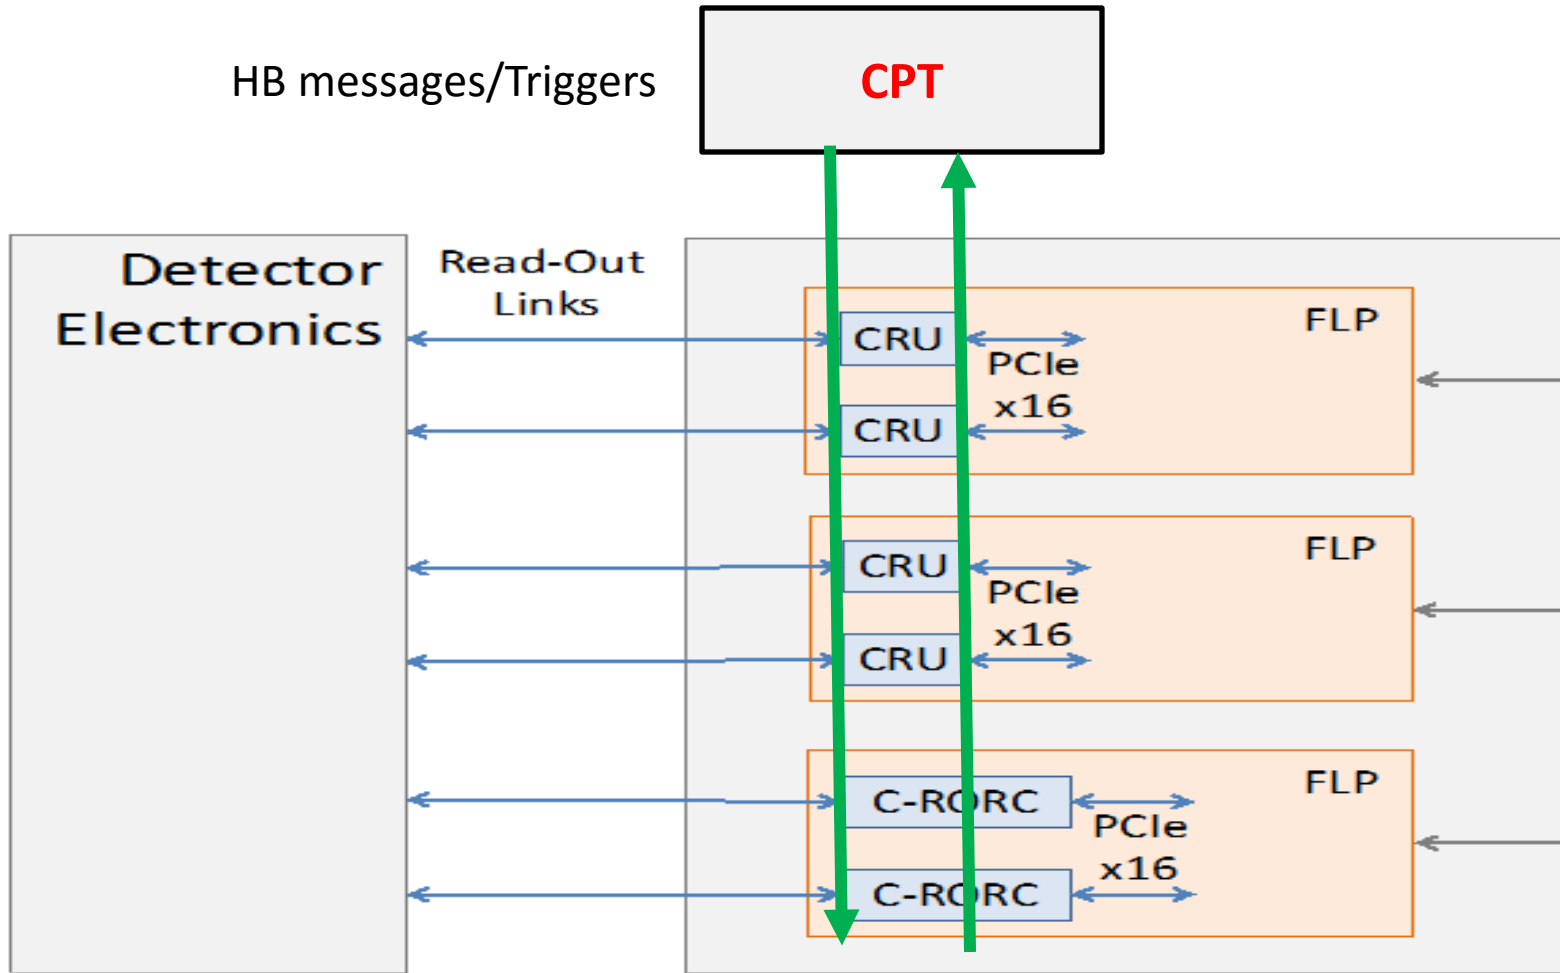 HB messages/Triggers
CPT
Detector
Electronics
Read-Out
Links
CRU
PCIe
x16
CRU
FLP
CRU
PCIe
x16
CRU
FLP
C-RORC
PCIe
x16
C-RORC
FLP